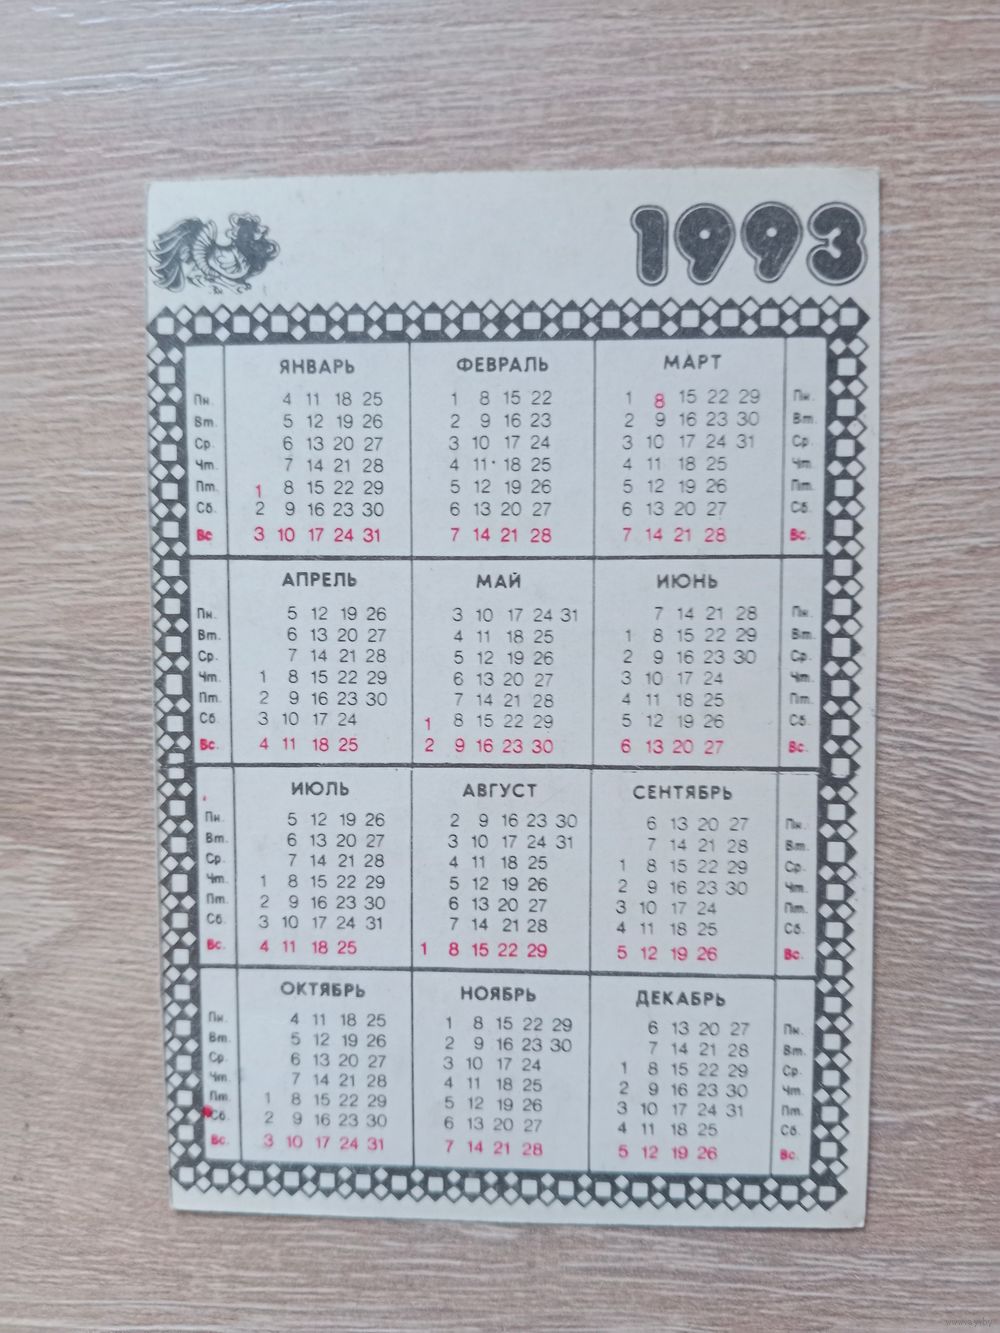 1993
ЯНВАРЬ ФЕВРАЛЬ МАРТ
Пн. 4 11 18 25 1 8 15 22 1 8 15 22 29 Пн.
Вт. 5 12 19 26 2 9 16 23 2 9 16 23 30 Вт.
Ср. 6 13 20 27 3 10 17 24 3 10 17 24 31 Ср.
Чт. 7 14 21 28 4 11 18 25 4 11 18 25 Чт.
Пт. 1 8 15 22 29 5 12 19 26 5 12 19 26 Пт.
Сб. 2 9 16 23 30 6 13 20 27 6 13 20 27 Сб.
Вс 3 10 17 24 31 7 14 21 28 7 14 21 28 Вс.
АПРЕЛЬ МАЙ ИЮНЬ
Пн. 5 12 19 26 3 10 17 24 31 7 14 21 28 Пн.
Вт. 6 13 20 27 4 11 18 25 1 8 15 22 29 Вт.
Ср. 7 14 21 28 5 12 19 26 2 9 16 23 30 Ср.
Чт. 1 8 15 22 29 6 13 20 27 3 10 17 24 Чт.
Пт. 2 9 16 23 30 7 14 21 28 4 11 18 25 Пт.
Сб. 3 10 17 24 1 8 15 22 29 5 12 19 26 Сб.
Вс. 4 11 18 25 2 9 16 23 30 6 13 20 27 Вс.
ИЮЛЬ АВГУСТ СЕНТЯБРЬ
Пн. 5 12 19 26 2 9 16 23 30 6 13 20 27 Пн.
Вт. 6 13 20 27 3 10 17 24 31 7 14 21 28 Вт.
Ср. 7 14 21 28 4 11 18 25 1 8 15 22 29 Ср.
Чт. 1 8 15 22 29 5 12 19 26 2 9 16 23 30 Чт.
Пт. 2 9 16 23 30 6 13 20 27 3 10 17 24 Пт.
Сб. 3 10 17 24 31 7 14 21 28 4 11 18 25 Сб.
Вс. 4 11 18 25 1 8 15 22 29 5 12 19 26 Вс.
ОКТЯБРЬ НОЯБРЬ ДЕКАБРЬ
Пн. 4 11 18 25 1 8 15 22 29 6 13 20 27 Пн.
Вт. 5 12 19 26 2 9 16 23 30 7 14 21 28 Вт.
Ср. 6 13 20 27 3 10 17 24 1 8 15 22 29 Ср.
Чт. 7 14 21 28 4 11 18 25 2 9 16 23 30 Чт.
Пт. 1 8 15 22 29 5 12 19 26 3 10 17 24 31 Пт.
Сб. 2 9 16 23 30 6 13 20 27 4 11 18 25 Сб.
Вс. 3 10 17 24 31 7 14 21 28 5 12 19 26 Вс.